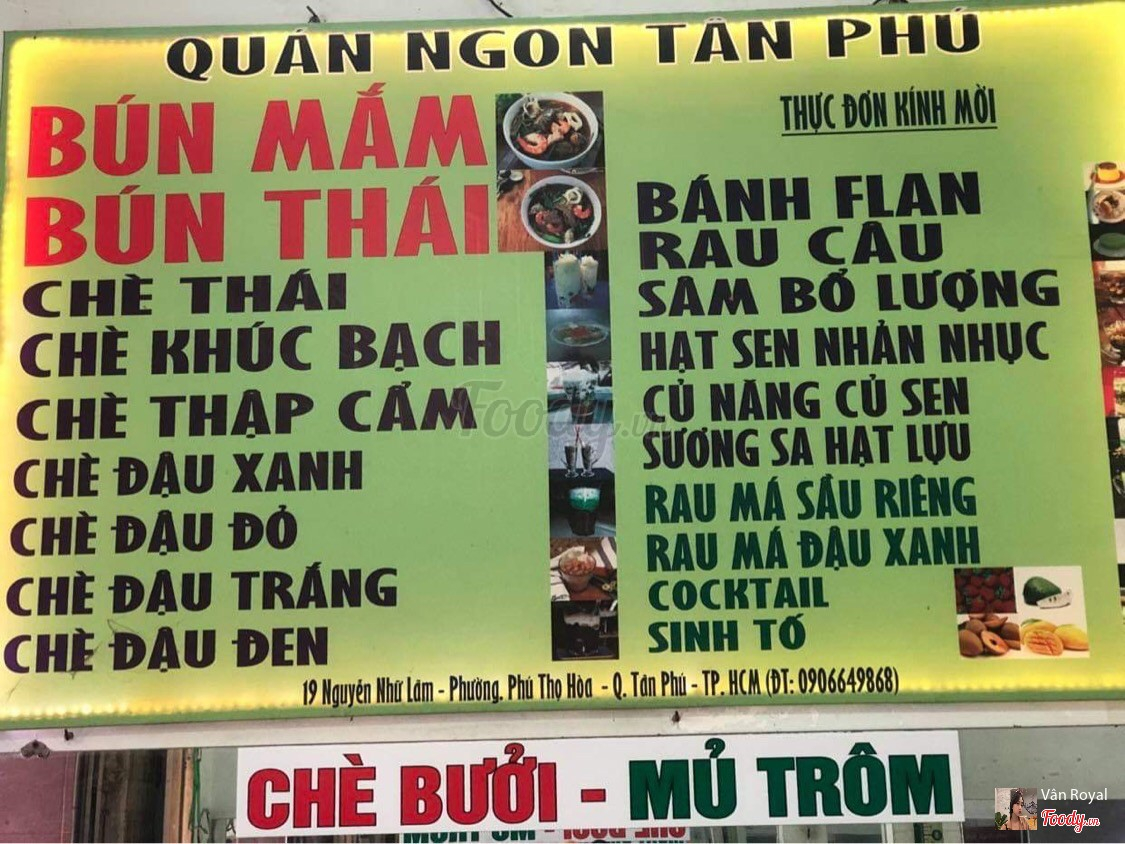 QUÁN NGON TÂN PHÚ
BÚN MẮM
BÚN THÁI
CHÈ THÁI
CHÈ KHÚC BẠCH
CHÈ THẬP CẨM
CHÈ ĐẬU XANH
CHÈ ĐẬU ĐỎ
CHÈ ĐẬU TRẮNG
CHÈ ĐẬU ĐEN
THỰC ĐƠN KÍNH MỜI
BÁNH FLAN
RAU CÂU
SÂM BỔ LƯỢNG
HẠT SEN NHẢN NHỤC
CỦ NĂNG CỦ SEN
SƯƠNG SA HẠT LỰU
RAU MÁ SẦU RIÊNG
RAU MÁ ĐẬU XANH
COCKTAIL
SINH TỐ
19 Nguyễn Nhữ Lãm - Phường. Phú Thọ Hòa - Q. Tân Phú - TP. HCM (ĐT: 0906649868)
CHÈ BƯỞI - MỦ TRÔM
Foody.vn
Vân Royal
Foody.vn